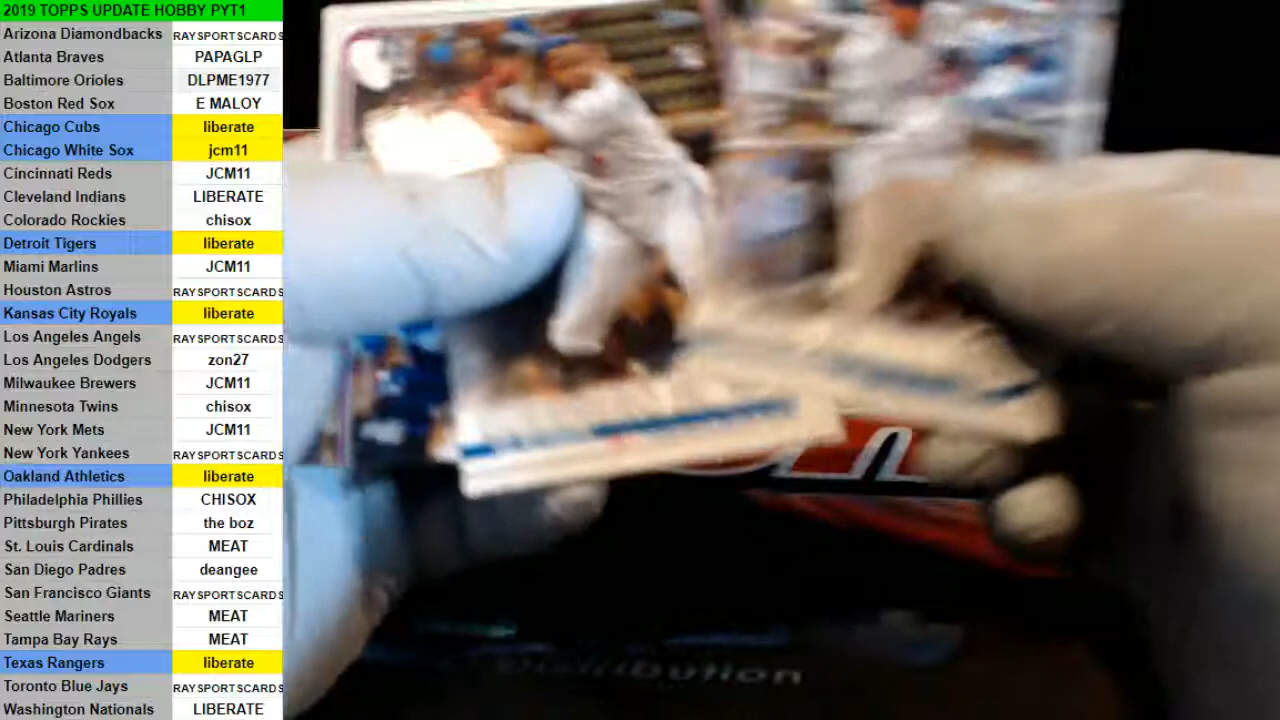 2019 TOPPS UPDATE HOBBY PYT1
Arizona Diamondbacks RAYSPORTSCARDS
Atlanta Braves PAPAGLP
Baltimore Orioles DLPME1977
Boston Red Sox E MALOY
Chicago Cubs liberate
Chicago White Sox jcm11
Cincinnati Reds JCM11
Cleveland Indians LIBERATE
Colorado Rockies chisox
Detroit Tigers liberate
Miami Marlins JCM11
Houston Astros RAYSPORTSCARDS
Kansas City Royals liberate
Los Angeles Angels RAYSPORTSCARDS
Los Angeles Dodgers zon27
Milwaukee Brewers JCM11
Minnesota Twins chisox
New York Mets JCM11
New York Yankees RAYSPORTSCARDS
Oakland Athletics liberate
Philadelphia Phillies CHISOX
Pittsburgh Pirates the boz
St. Louis Cardinals MEAT
San Diego Padres deangee
San Francisco Giants RAYSPORTSCARDS
Seattle Mariners MEAT
Tampa Bay Rays MEAT
Texas Rangers liberate
Toronto Blue Jays RAYSPORTSCARDS
Washington Nationals LIBERATE
Distribution